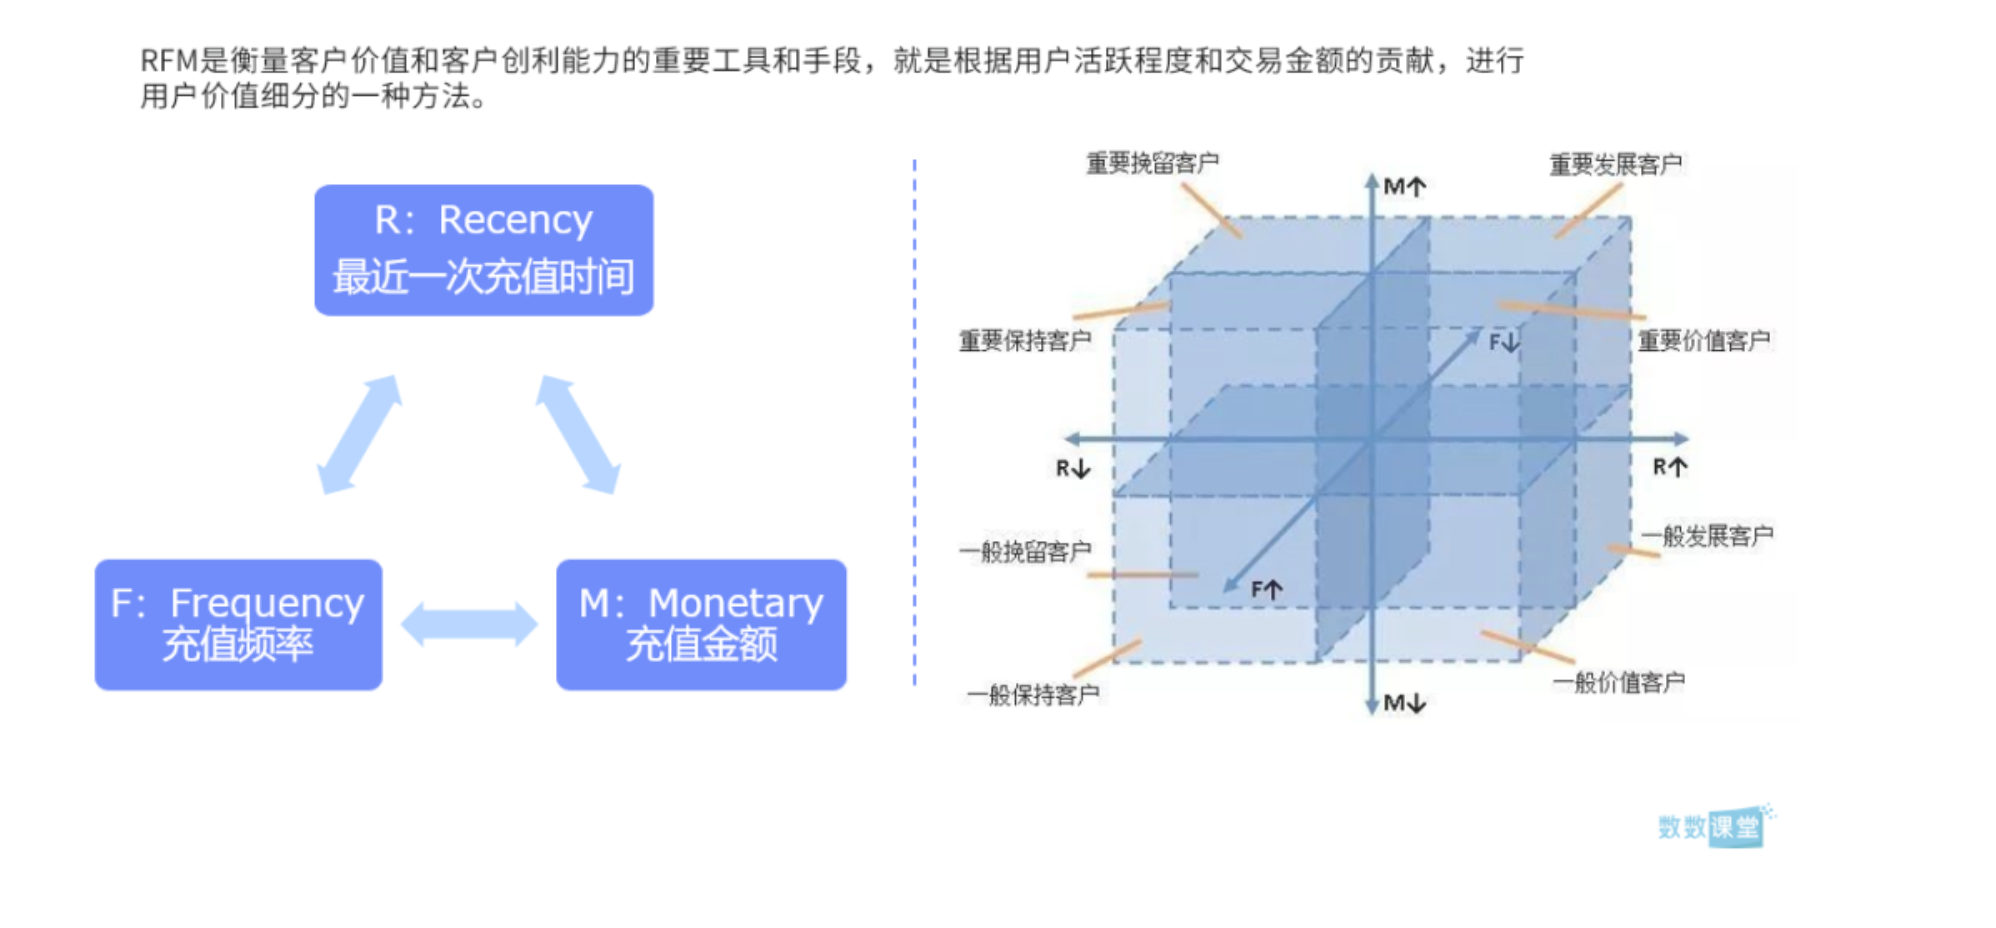 RFM是衡量客户价值和客户创利能力的重要工具和手段，就是根据用户活跃程度和交易金额的贡献，进行
用户价值细分的一种方法。
R：Recency
最近一次充值时间
F：Frequency
充值频率
M：Monetary
充值金额
重要挽留客户
重要发展客户
M↑
重要保持客户
F↓
重要价值客户
R↓
R↑
一般挽留客户
一般发展客户
F↑
一般保持客户
一般价值客户
M↓
数数课堂